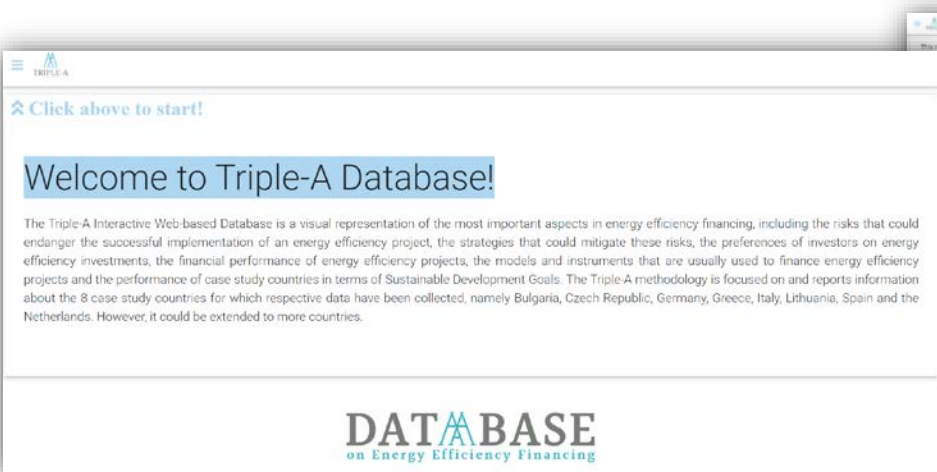 TRIPLE-A
Click above to start!
Welcome to Triple-A Database!
The Triple-A Interactive Web-based Database is a visual representation of the most important aspects in energy efficiency financing, including the risks that could
endanger the successful implementation of an energy efficiency project, the strategies that could mitigate these risks, the preferences of investors on energy
efficiency investments, the financial performance of energy efficiency projects, the models and instruments that are usually used to finance energy efficiency
projects and the performance of case study countries in terms of Sustainable Development Goals. The Triple-A methodology is focused on and reports information
about the 8 case study countries for which respective data have been collected, namely Bulgaria, Czech Republic, Germany, Greece, Italy, Lithuania, Spain and the
Netherlands. However, it could be extended to more countries.
DATABASE
on Energy Efficiency Financing